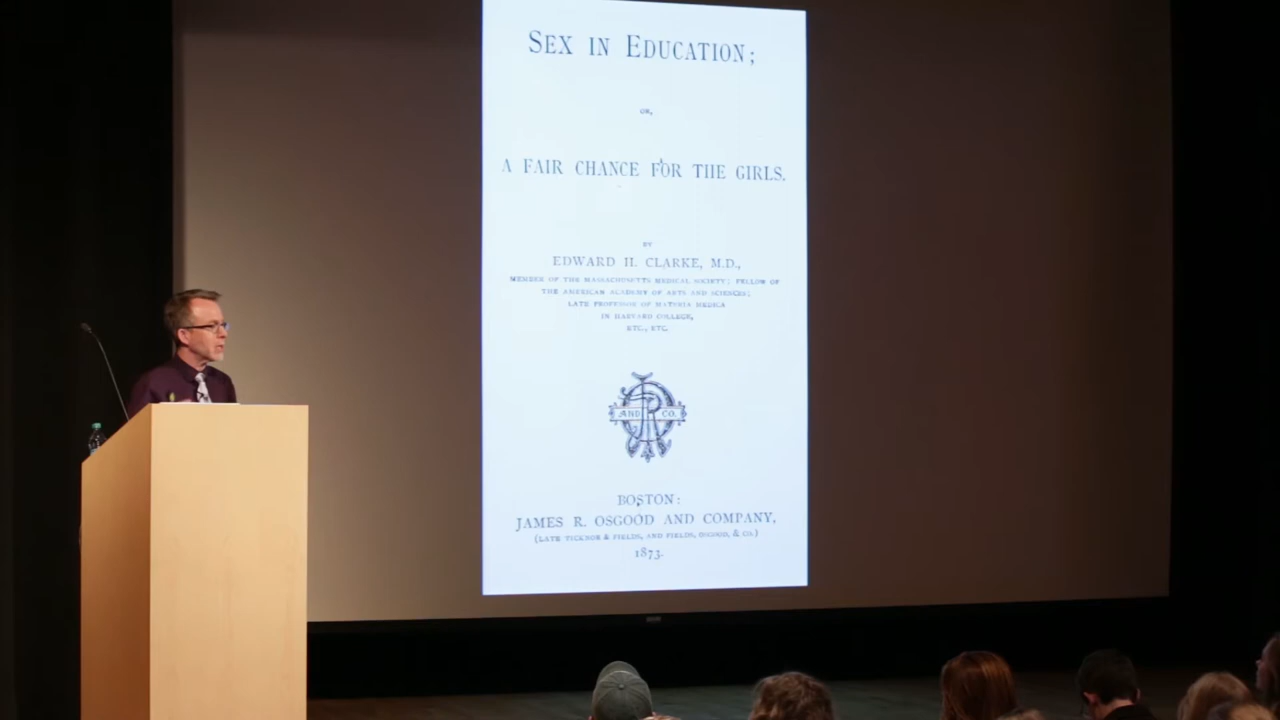 SEX IN EDUCATION;
OR,
A FAIR CHANCE FOR THE GIRLS.
BY
EDWARD H. CLARKE, M.D.,
MEMBER OF THE MASSACHUSETTS MEDICAL SOCIETY; FELLOW OF
THE AMERICAN ACADEMY OF ARTS AND SCIENCES;
LATE PROFESSOR OF MATERIA MEDICA
IN HARVARD COLLEGE,
ETC., ETC.
AND R CO.
BOSTON:
JAMES R. OSGOOD AND COMPANY,
(LATE TICKNOR & FIELDS, AND FIELDS, OSGOOD, & CO.)
1873.